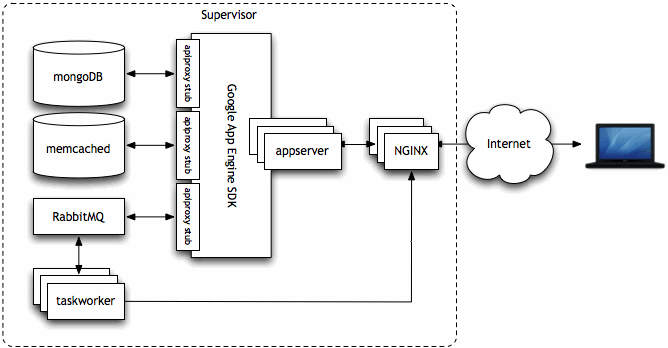 Supervisor
mongoDB
apiproxy stub
Google App Engine SDK
memcached
apiproxy stub
appserver
NGINX
Internet
RabbitMQ
apiproxy stub
taskworker